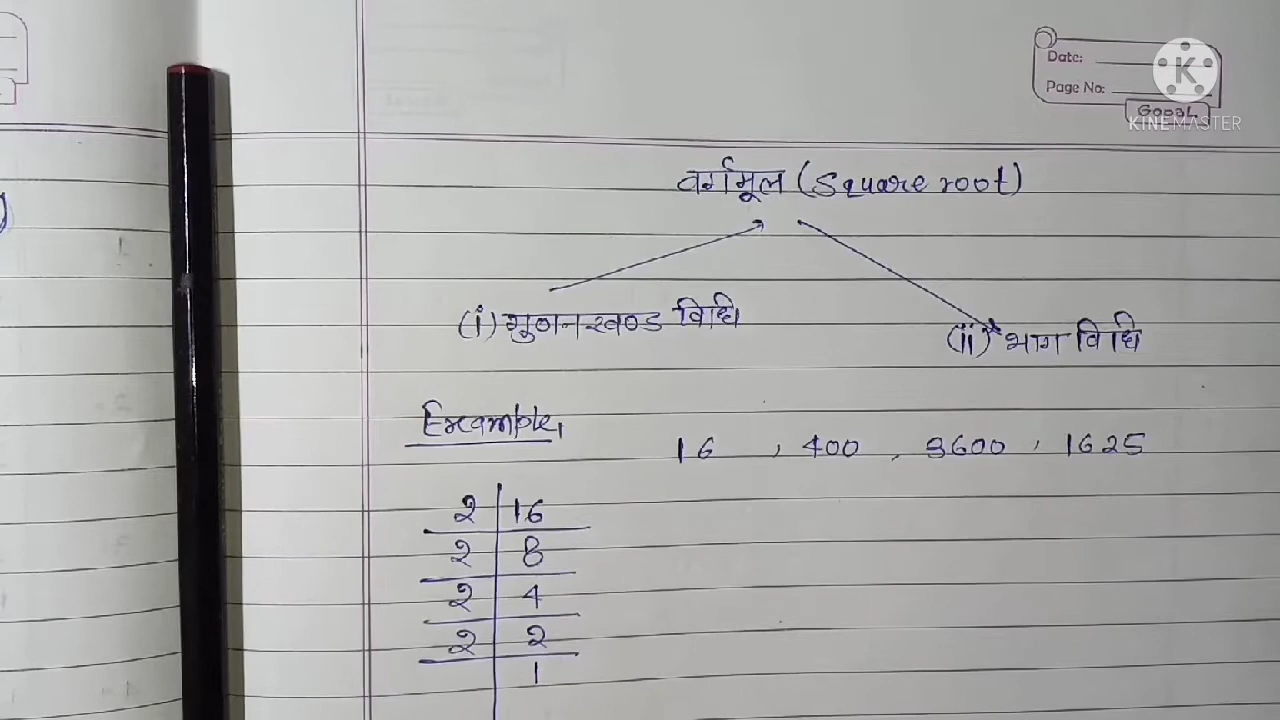 Date:
Page No:
GopaL
KINEMASTER
वर्गमूल (Square root)
(i) गुणनखण्ड विधि
(ii) भाग विधि
Example,
16 , 400 , 3600 , 1625
2 | 16
2 | 8
2 | 4
2 | 2
1